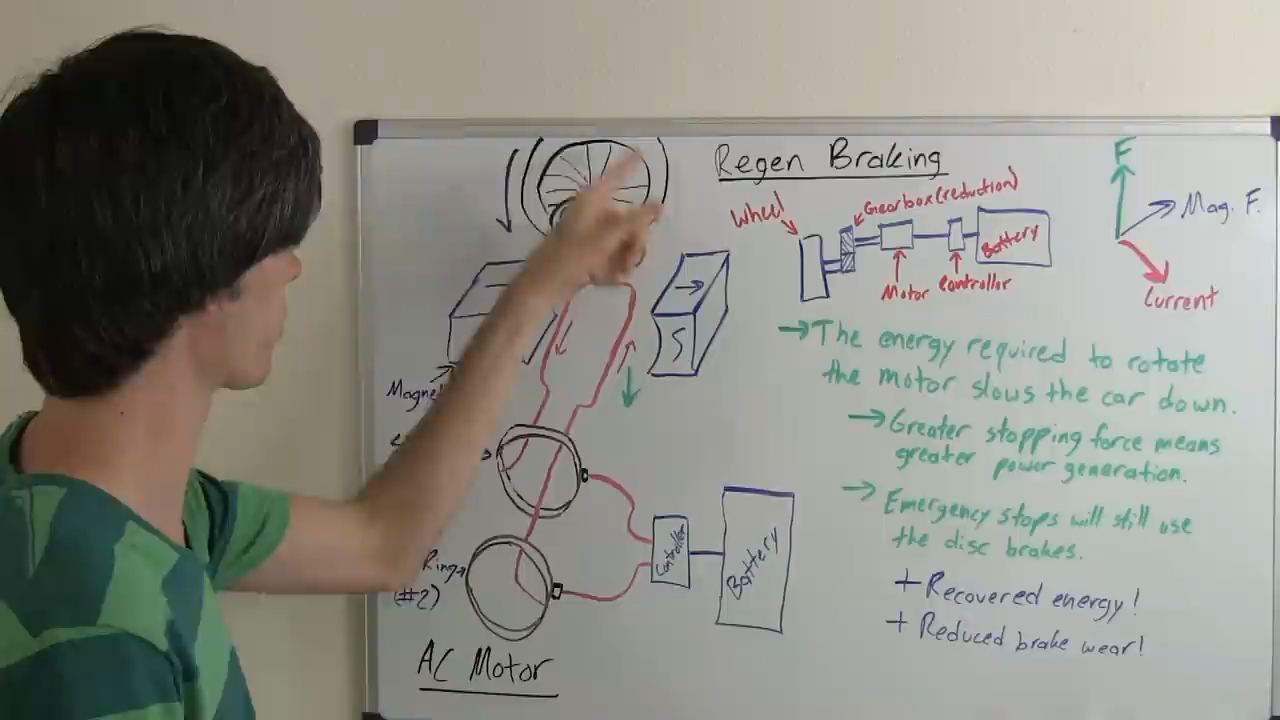 Regen Braking
F
Mag. F.
Current
Wheel
Gearbox (reduction)
Battery
Motor
Controller
→The energy required to rotate
the motor slows the car down.
→Greater stopping force means
greater power generation.
→Emergency stops will still use
the disc brakes.
+ Recovered energy!
+ Reduced brake wear!
S
Controller
Battery
Ring
(#2)
AC Motor